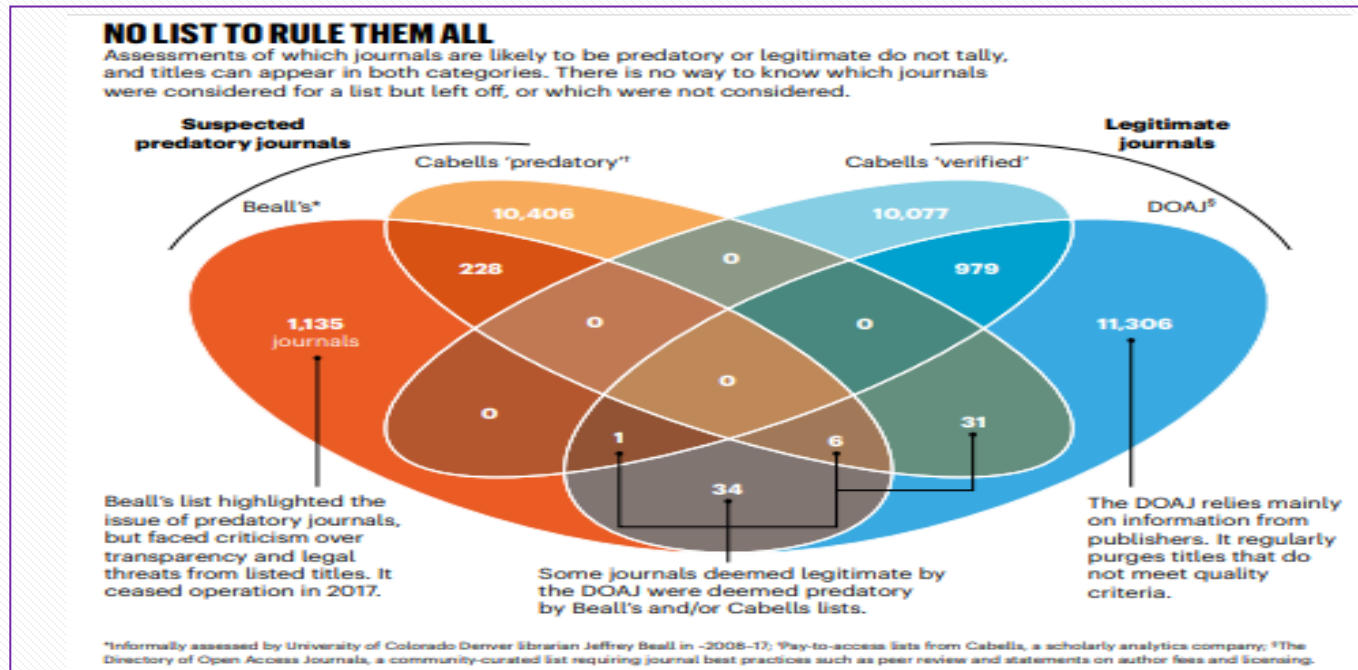 NO LIST TO RULE THEM ALL
Assessments of which journals are likely to be predatory or legitimate do not tally,
and titles can appear in both categories. There is no way to know which journals
were considered for a list but left off, or which were not considered.
Suspected
predatory journals
Legitimate
journals
Cabells ‘predatory’†
Cabells ‘verified’
Beall's*
DOAJ§
10,406
10,077
0
228
979
1,135
journals
0
0
11,306
0
0
31
1
6
34
Beall's list highlighted the
issue of predatory journals,
but faced criticism over
transparency and legal
threats from listed titles. It
ceased operation in 2017.
Some journals deemed legitimate by
the DOAJ were deemed predatory
by Beall's and/or Cabells lists.
The DOAJ relies mainly
on information from
publishers. It regularly
purges titles that do
not meet quality
criteria.
*Informally assessed by University of Colorado Denver librarian Jeffrey Beall in ~2008–17; †Pay-to-access lists from Cabells, a scholarly analytics company; §The
Directory of Open Access Journals, a community-curated list requiring journal best practices such as peer review and statements on author fees and licensing.